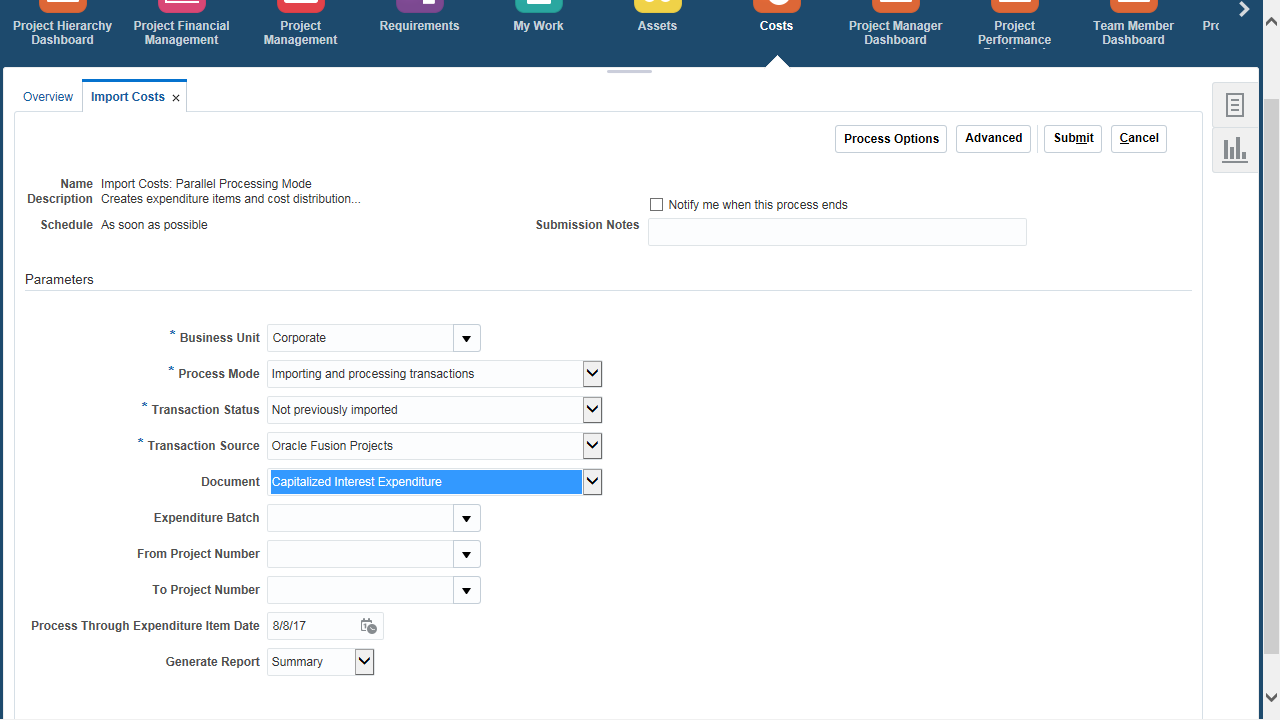 Project Hierarchy Dashboard
Project Financial Management
Project Management
Requirements
My Work
Assets
Costs
Project Manager Dashboard
Project Performance
Team Member Dashboard
Overview
Import Costs ×
Process Options
Advanced
Submit
Cancel
Name Import Costs: Parallel Processing Mode
Description Creates expenditure items and cost distribution...
Notify me when this process ends
Schedule As soon as possible
Submission Notes
Parameters
* Business Unit Corporate
* Process Mode Importing and processing transactions
* Transaction Status Not previously imported
* Transaction Source Oracle Fusion Projects
Document Capitalized Interest Expenditure
Expenditure Batch
From Project Number
To Project Number
Process Through Expenditure Item Date 8/8/17
Generate Report Summary